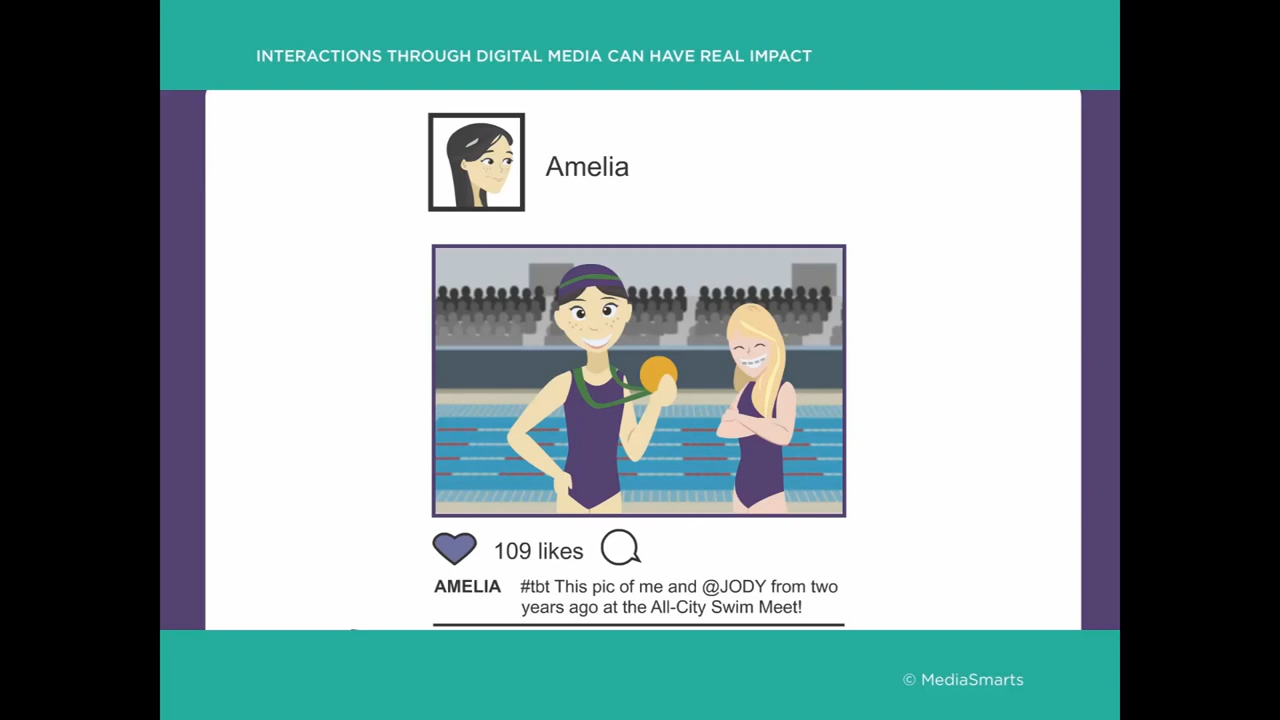 INTERACTIONS THROUGH DIGITAL MEDIA CAN HAVE REAL IMPACT
Amelia
109 likes
AMELIA #tbt This pic of me and @JODY from two
years ago at the All-City Swim Meet!
© MediaSmarts